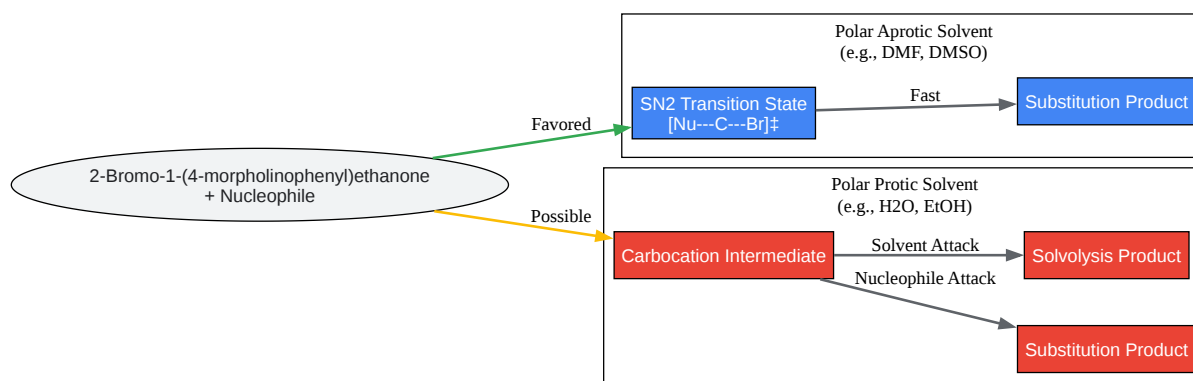 2-Bromo-1-(4-morpholinophenyl)ethanone
+ Nucleophile
Favored
Possible
Polar Aprotic Solvent
(e.g., DMF, DMSO)
SN2 Transition State
[Nu---C---Br]‡
Fast
Substitution Product
Polar Protic Solvent
(e.g., H2O, EtOH)
Carbocation Intermediate
Solvent Attack
Solvolysis Product
Nucleophile Attack
Substitution Product